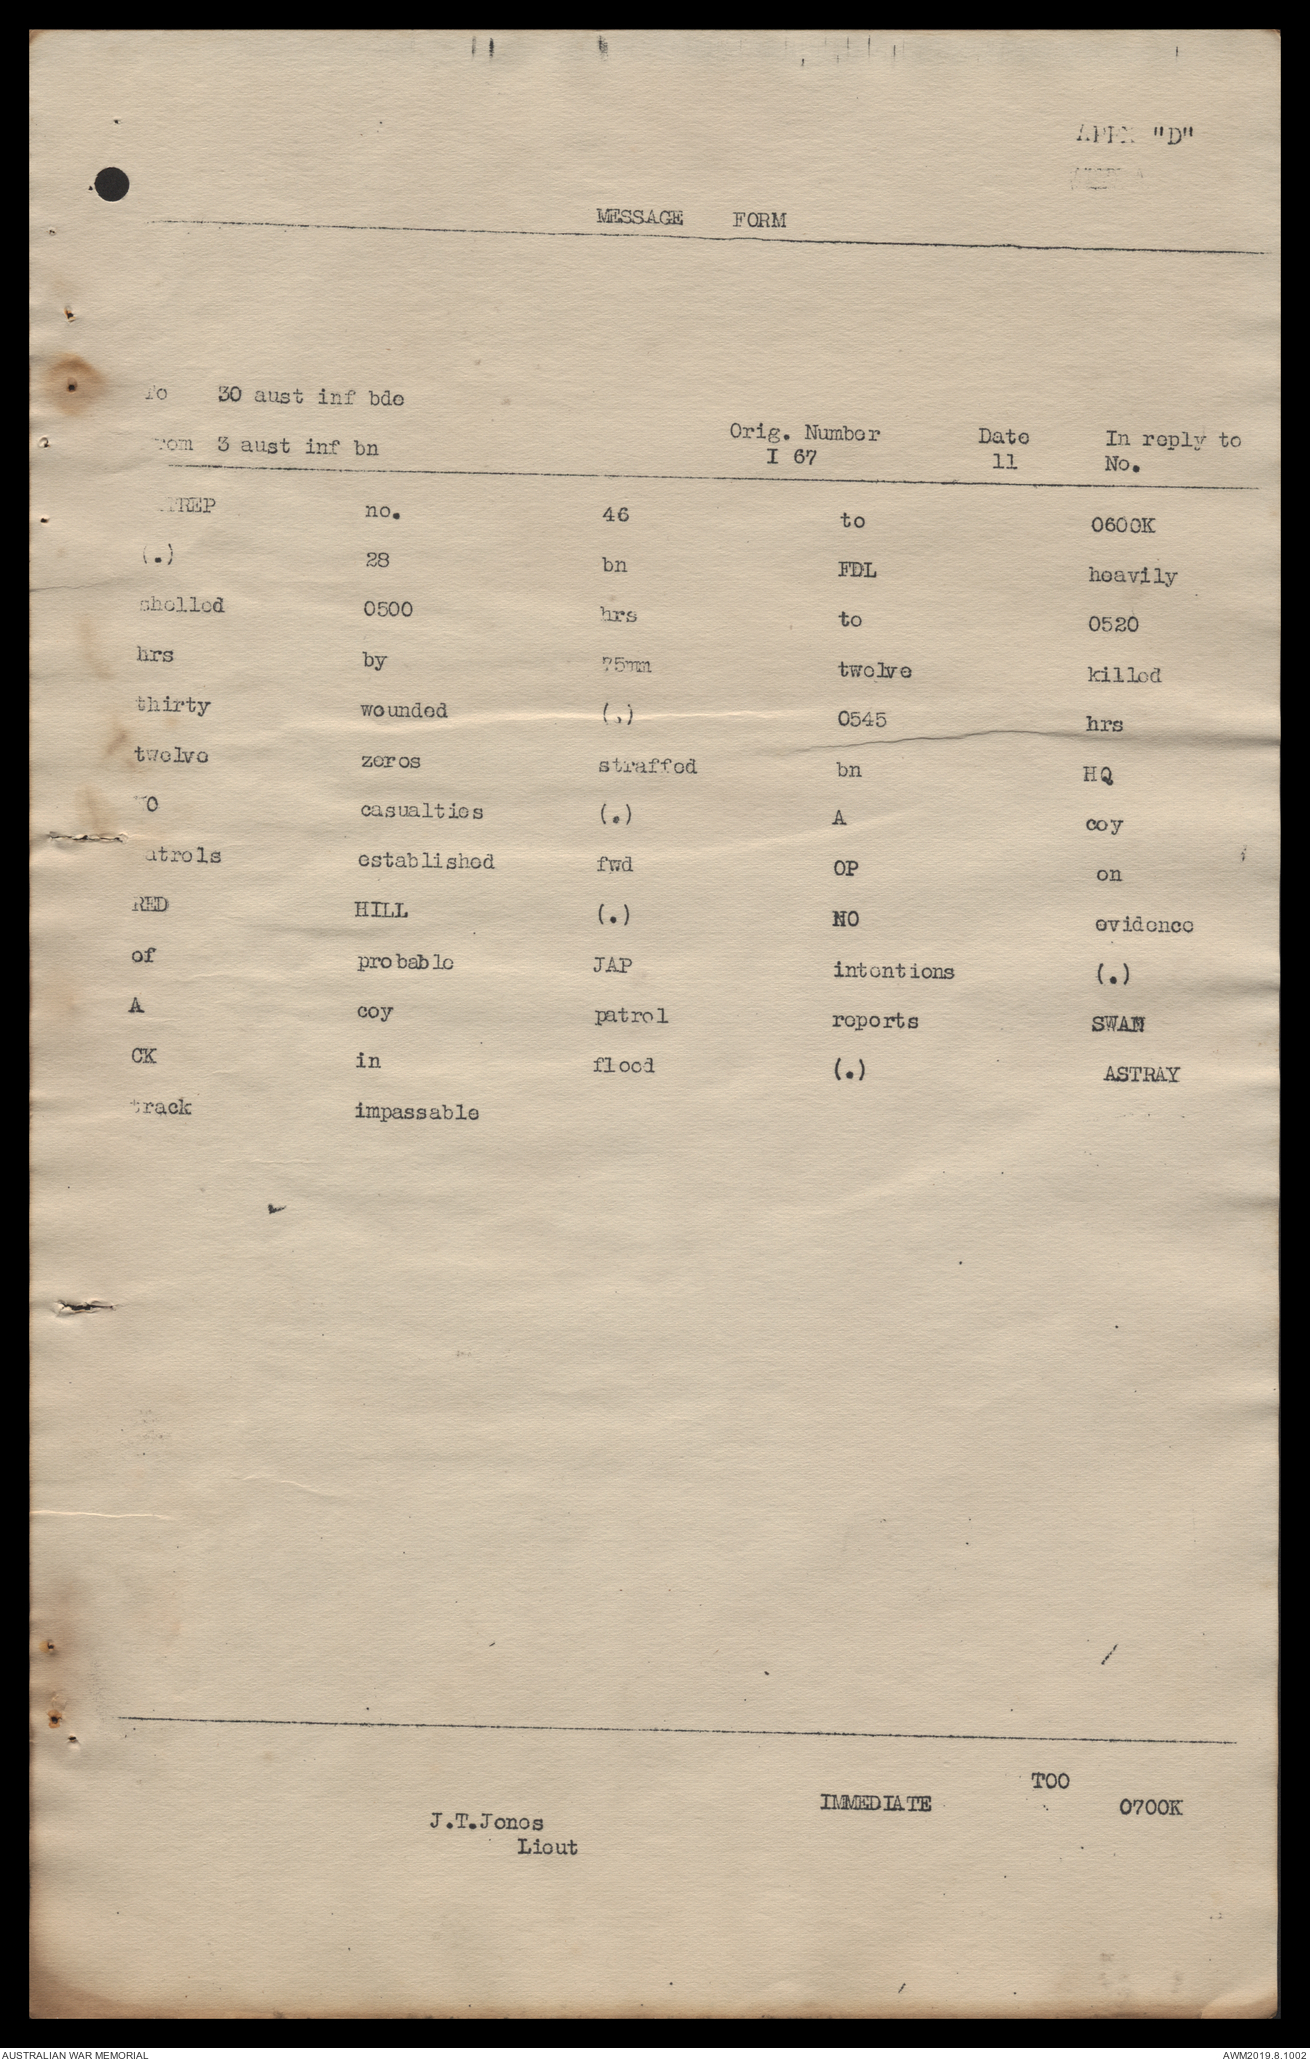 "D"
MESSAGE FORM
To 30 aust inf bde
From 3 aust inf bn
Orig. Number Date In reply to
I 67 11 No.
no. 46 to 0600K
(.) 28 bn FDL heavily
shelled 0500 hrs to 0520
hrs by 75mm twelve killed
thirty wounded (.) 0545 hrs
twelve zeros straffed bn HQ
NO casualties (.) A coy
patrols established fwd OP on
RED HILL (.) NO evidence
of probable JAP intentions (.)
A coy patrol reports SWAN
CK in flood (.) ASTRAY
track impassable
TOO
IMMEDIATE 0700K
J.T.Jones
Lieut
AUSTRALIAN WAR MEMORIAL AWM2019.8.1002